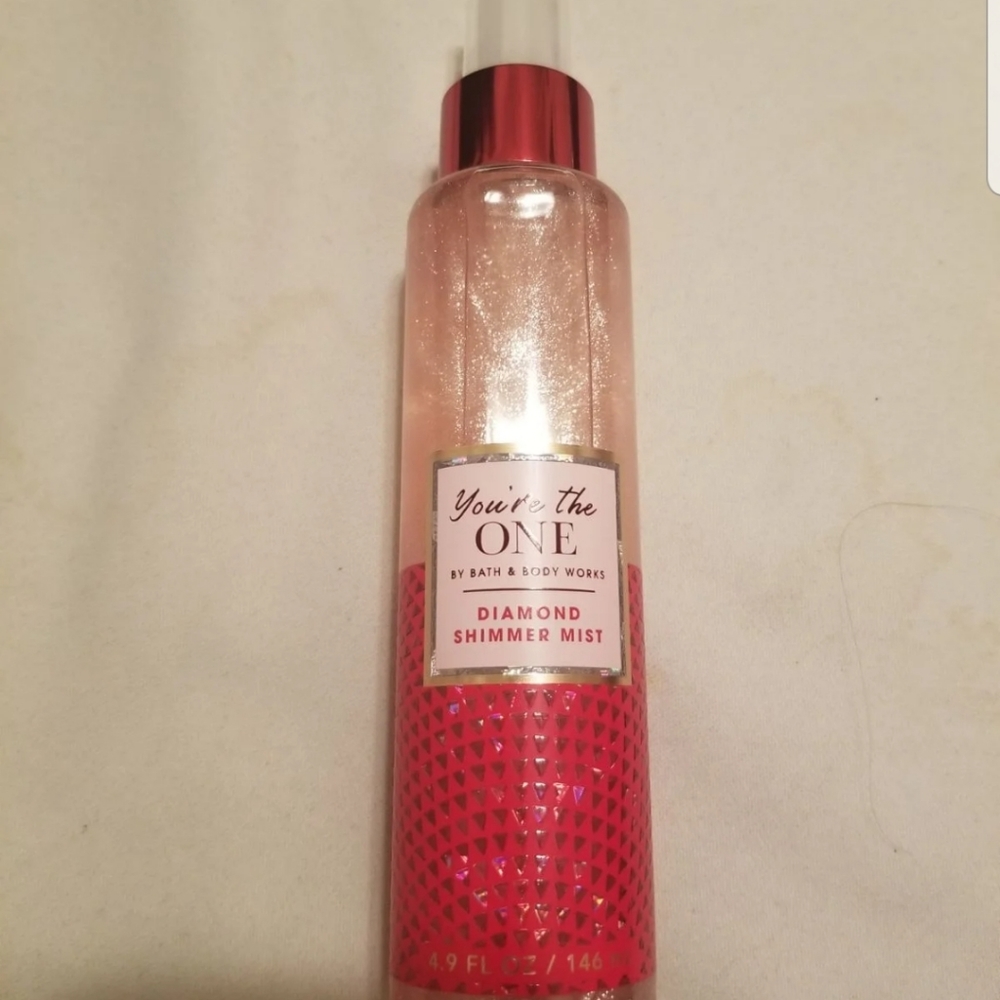 You're the
ONE
BY BATH & BODY WORKS
DIAMOND
SHIMMER MIST
4.9 FL OZ / 146